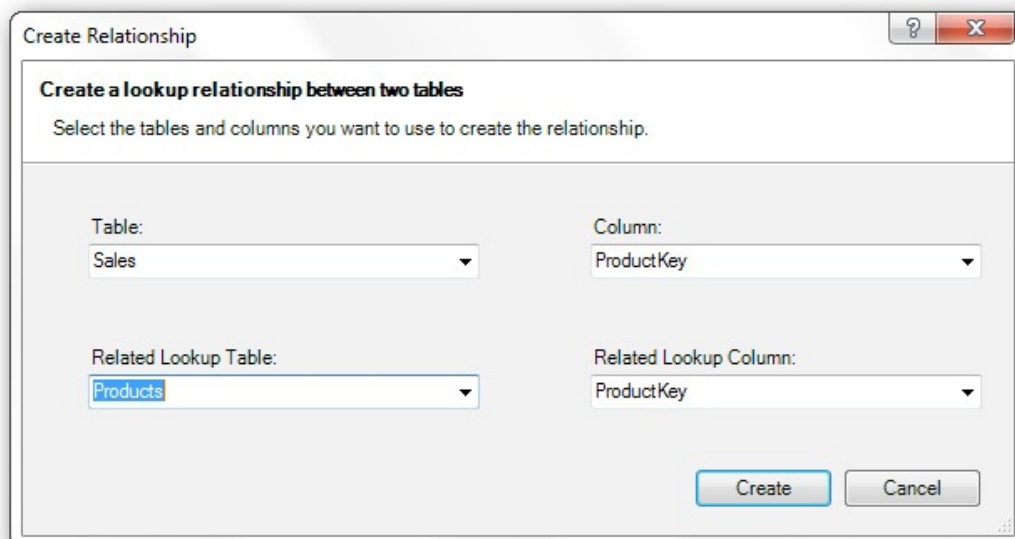 Create Relationship
Create a lookup relationship between two tables
Select the tables and columns you want to use to create the relationship.
Table:
Column:
Sales
ProductKey
Related Lookup Table:
Related Lookup Column:
Products
ProductKey
Create
Cancel